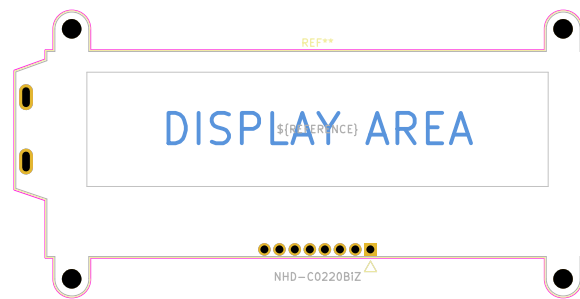 REF**
DISPLAY AREA
${REFERENCE}
NHD-C0220BiZ